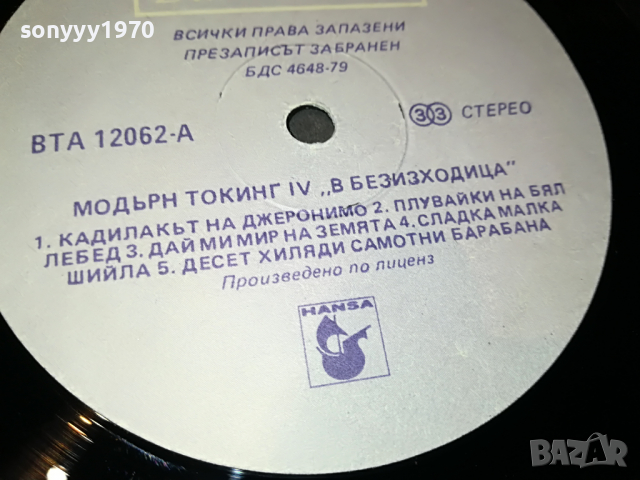 sonyyy1970
ВСИЧКИ ПРАВА ЗАПАЗЕНИ
ПРЕЗАПИСЪТ ЗАБРАНЕН
БДС 4648-79
ВТА 12062-А
33 СТЕРЕО
МОДЪРН ТОКИНГ IV „В БЕЗИЗХОДИЦА"
1. КАДИЛАКЪТ НА ДЖЕРОНИМО 2. ПЛУВАЙКИ НА БЯЛ
ЛЕБЕД 3. ДАЙ МИ МИР НА ЗЕМЯТА 4. СЛАДКА МАЛКА
ШИЙЛА 5. ДЕСЕТ ХИЛЯДИ САМОТНИ БАРАБАНА
Произведено по лиценз
HANSA
BAZAR